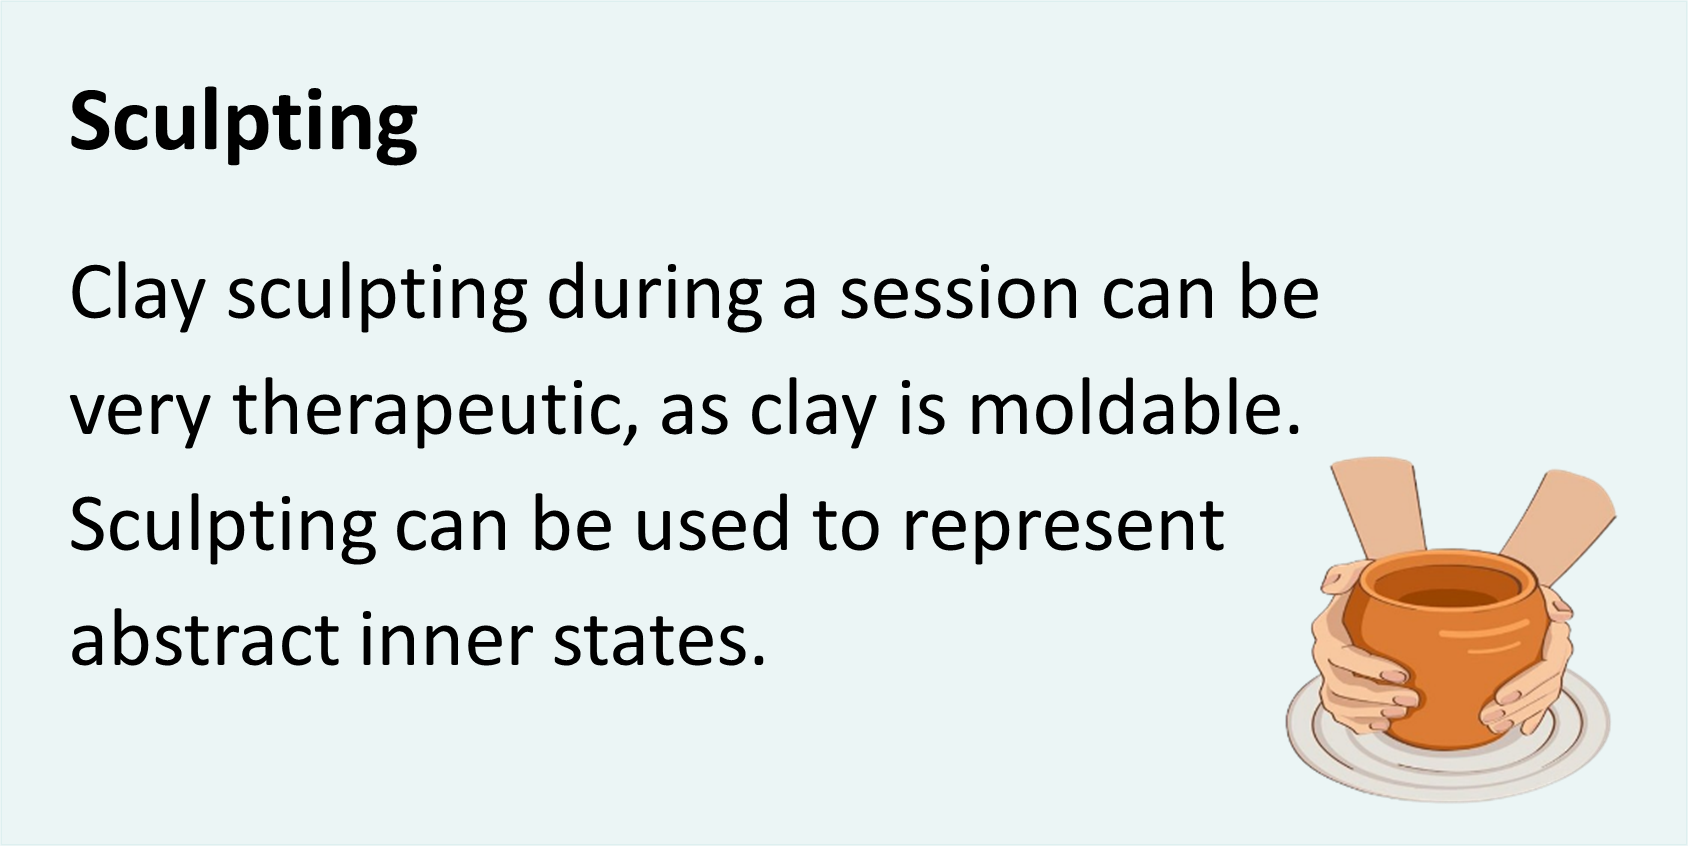 Sculpting
Clay sculpting during a session can be
very therapeutic, as clay is moldable.
Sculpting can be used to represent
abstract inner states.